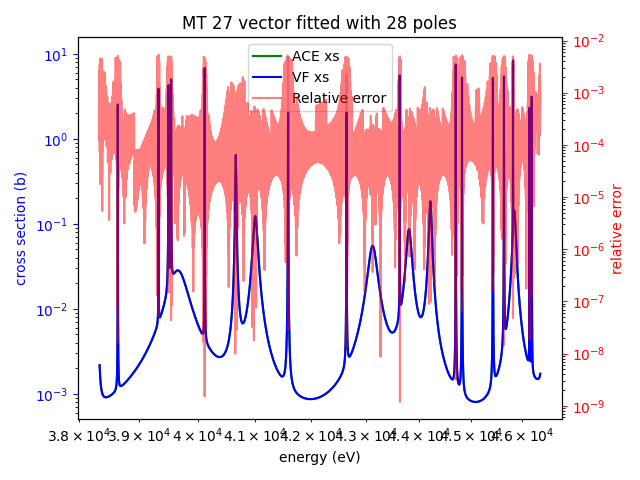 MT 27 vector fitted with 28 poles
ACE xs
VF xs
Relative error
10¹
10⁰
10⁻¹
10⁻²
10⁻³
cross section (b)
10⁻²
10⁻³
10⁻⁴
10⁻⁵
10⁻⁶
10⁻⁷
10⁻⁸
10⁻⁹
relative error
3.8 × 10⁴ 3.9 × 10⁴ 4 × 10⁴ 4.1 × 10⁴ 4.2 × 10⁴ 4.3 × 10⁴ 4.4 × 10⁴ 4.5 × 10⁴ 4.6 × 10⁴
energy (eV)